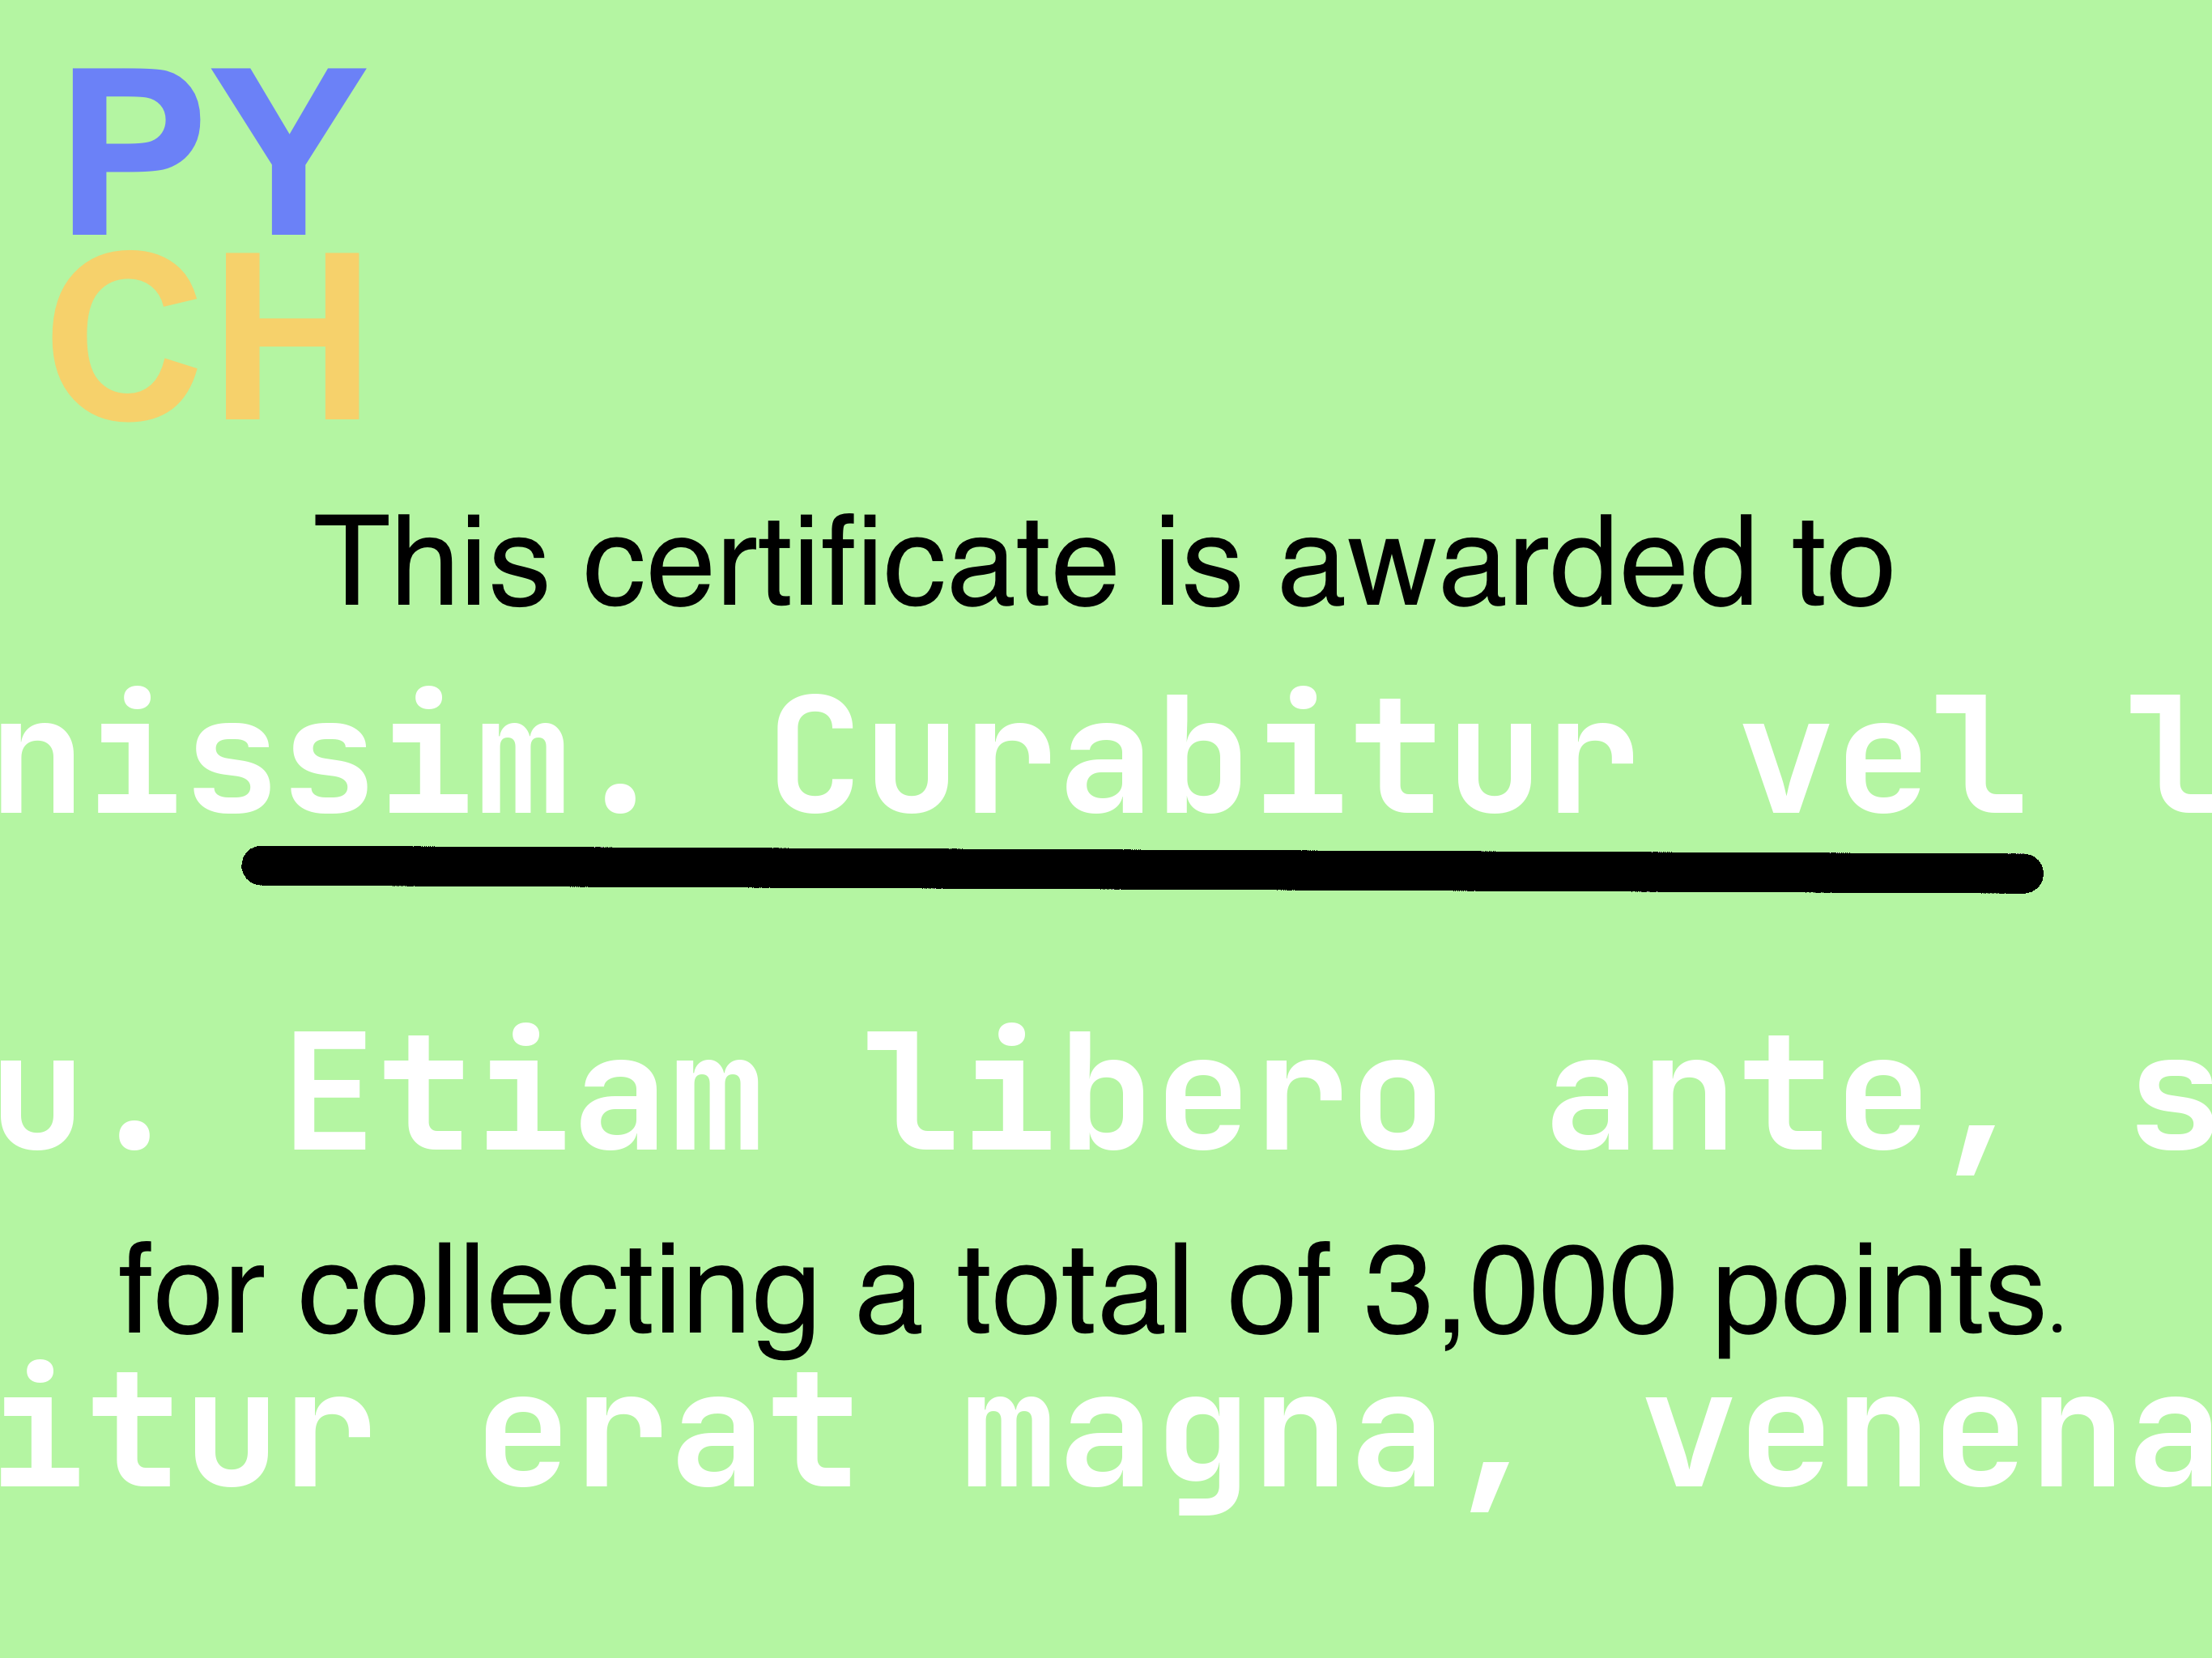 PY
CH
This certificate is awarded to
nissim. Curabitur vel l
u. Etiam libero ante, s
for collecting a total of 3,000 points.
itur erat magna, venena